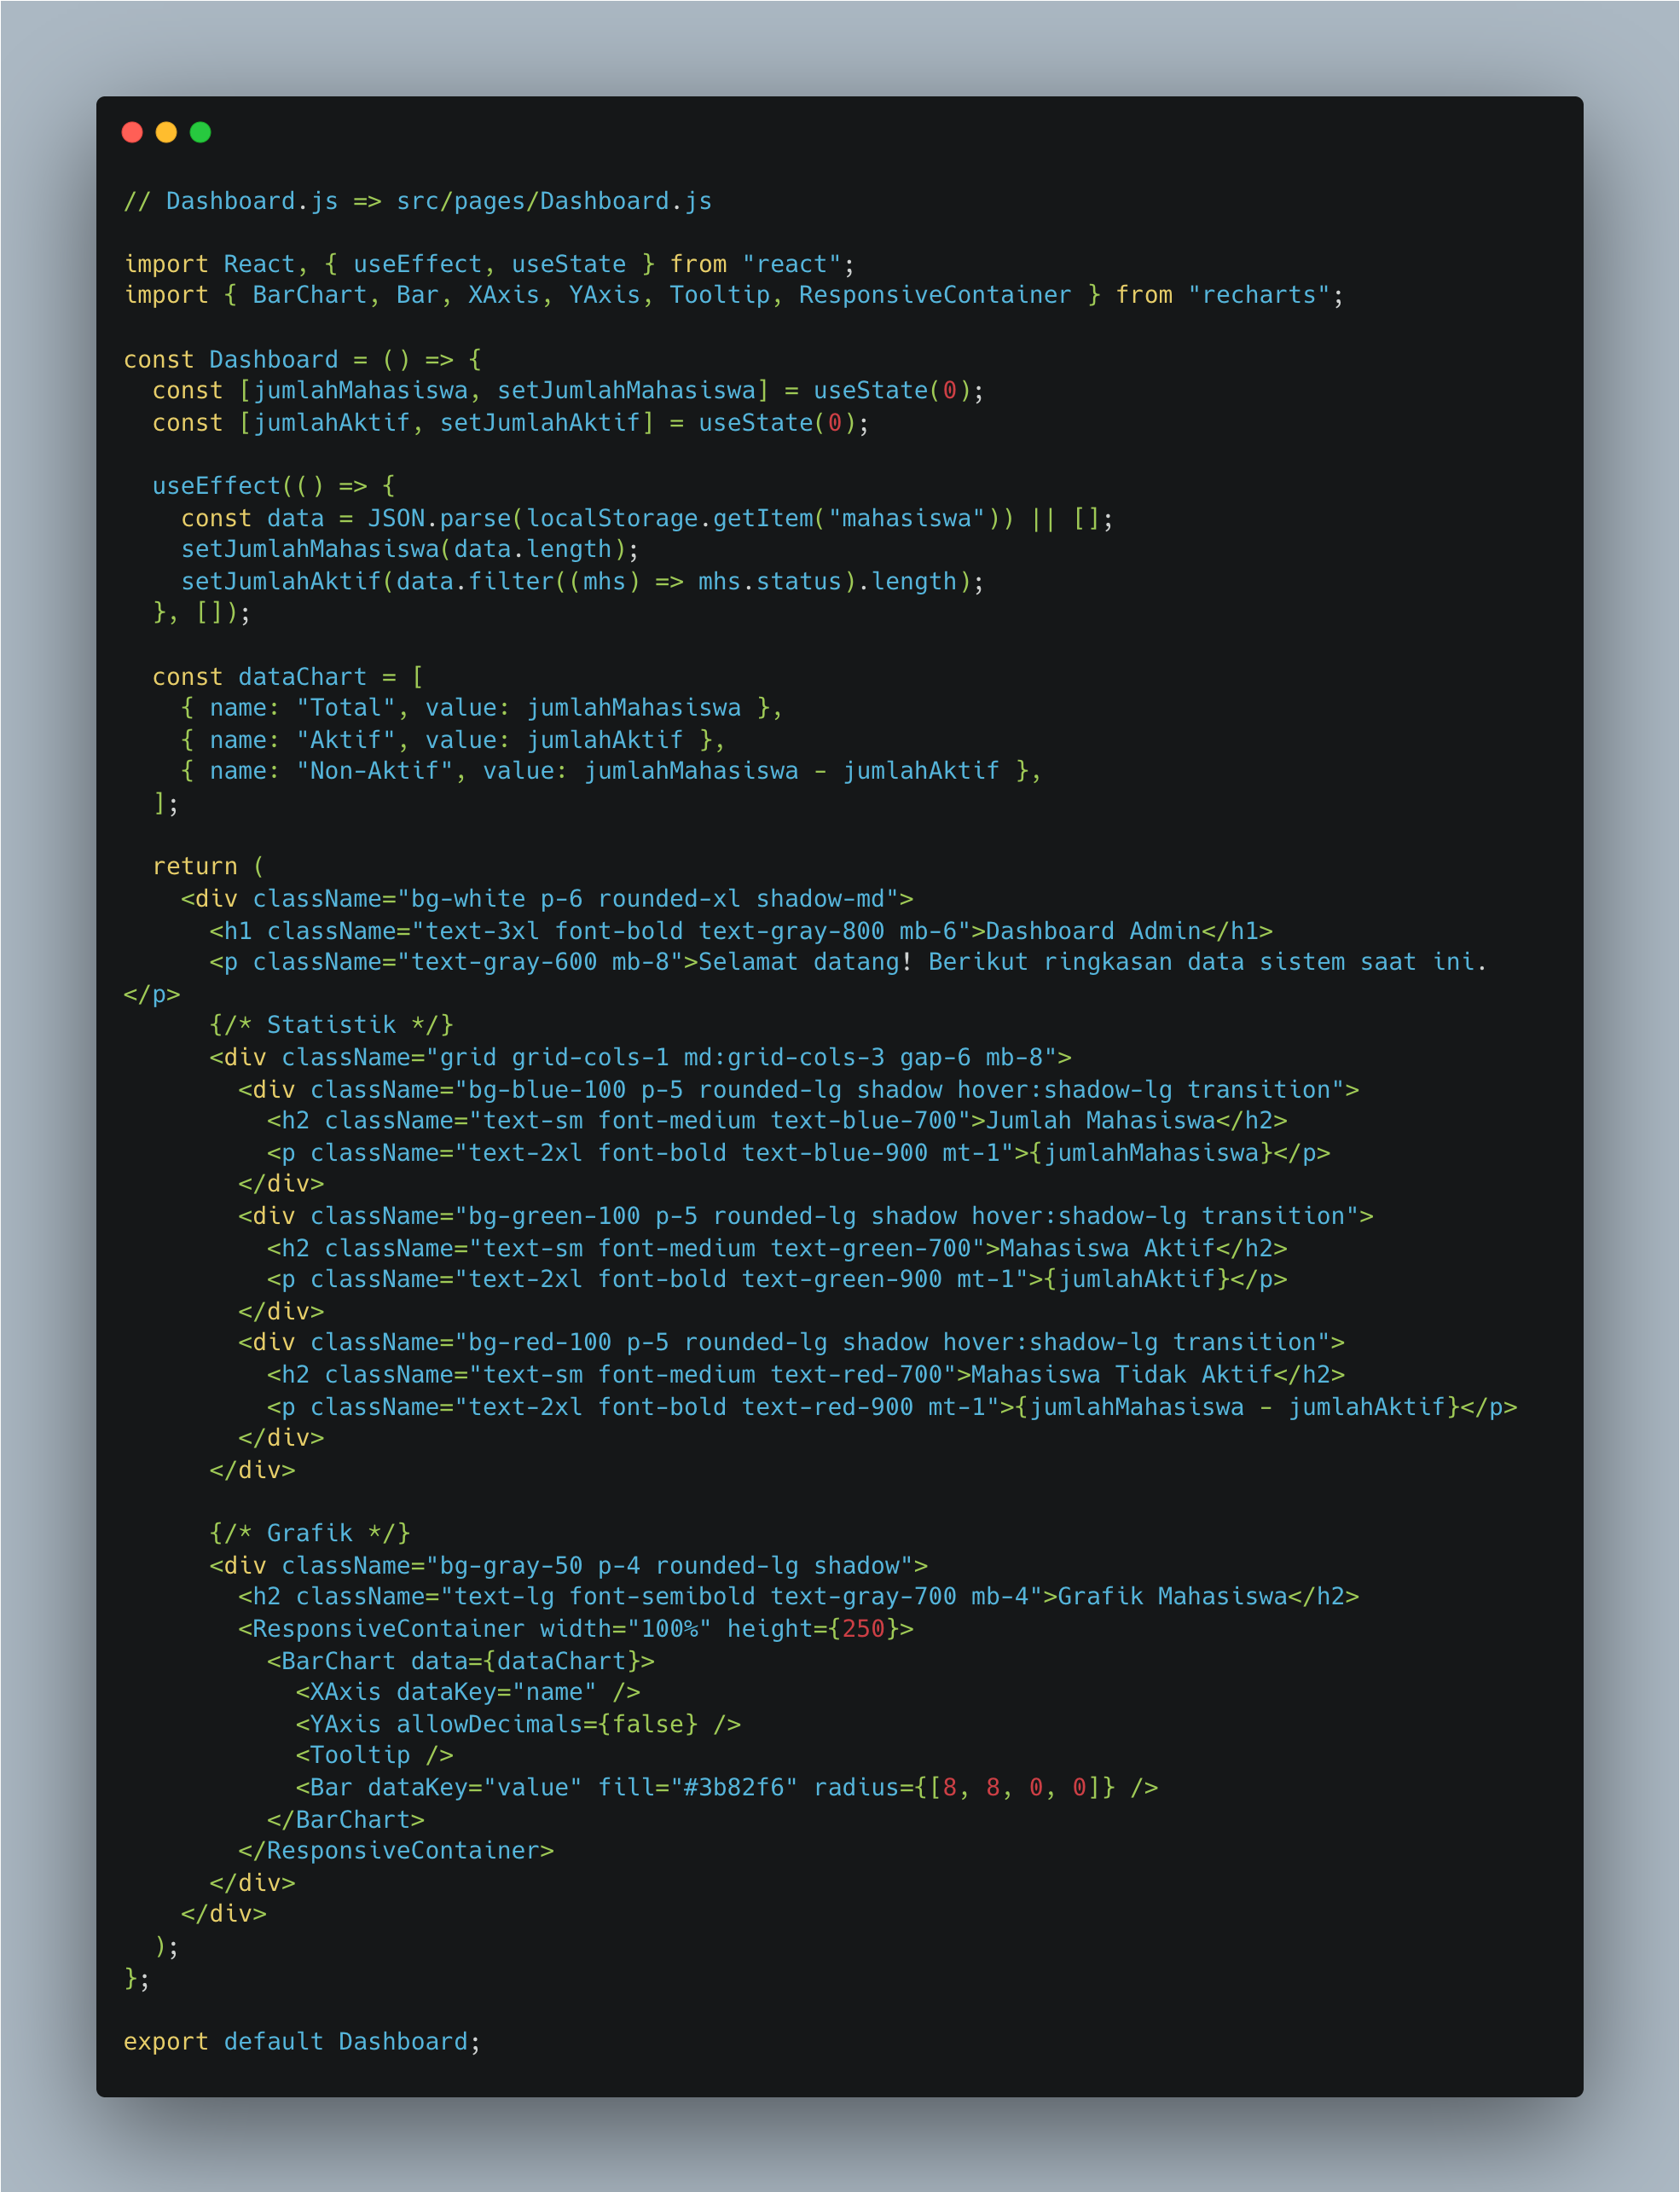 // Dashboard.js => src/pages/Dashboard.js

import React, { useEffect, useState } from "react";
import { BarChart, Bar, XAxis, YAxis, Tooltip, ResponsiveContainer } from "recharts";

const Dashboard = () => {
  const [jumlahMahasiswa, setJumlahMahasiswa] = useState(0);
  const [jumlahAktif, setJumlahAktif] = useState(0);

  useEffect(() => {
    const data = JSON.parse(localStorage.getItem("mahasiswa")) || [];
    setJumlahMahasiswa(data.length);
    setJumlahAktif(data.filter((mhs) => mhs.status).length);
  }, []);

  const dataChart = [
    { name: "Total", value: jumlahMahasiswa },
    { name: "Aktif", value: jumlahAktif },
    { name: "Non-Aktif", value: jumlahMahasiswa - jumlahAktif },
  ];

  return (
    <div className="bg-white p-6 rounded-xl shadow-md">
      <h1 className="text-3xl font-bold text-gray-800 mb-6">Dashboard Admin</h1>
      <p className="text-gray-600 mb-8">Selamat datang! Berikut ringkasan data sistem saat ini.
</p>
      {/* Statistik */}
      <div className="grid grid-cols-1 md:grid-cols-3 gap-6 mb-8">
        <div className="bg-blue-100 p-5 rounded-lg shadow hover:shadow-lg transition">
          <h2 className="text-sm font-medium text-blue-700">Jumlah Mahasiswa</h2>
          <p className="text-2xl font-bold text-blue-900 mt-1">{jumlahMahasiswa}</p>
        </div>
        <div className="bg-green-100 p-5 rounded-lg shadow hover:shadow-lg transition">
          <h2 className="text-sm font-medium text-green-700">Mahasiswa Aktif</h2>
          <p className="text-2xl font-bold text-green-900 mt-1">{jumlahAktif}</p>
        </div>
        <div className="bg-red-100 p-5 rounded-lg shadow hover:shadow-lg transition">
          <h2 className="text-sm font-medium text-red-700">Mahasiswa Tidak Aktif</h2>
          <p className="text-2xl font-bold text-red-900 mt-1">{jumlahMahasiswa - jumlahAktif}</p>
        </div>
      </div>

      {/* Grafik */}
      <div className="bg-gray-50 p-4 rounded-lg shadow">
        <h2 className="text-lg font-semibold text-gray-700 mb-4">Grafik Mahasiswa</h2>
        <ResponsiveContainer width="100%" height={250}>
          <BarChart data={dataChart}>
            <XAxis dataKey="name" />
            <YAxis allowDecimals={false} />
            <Tooltip />
            <Bar dataKey="value" fill="#3b82f6" radius={[8, 8, 0, 0]} />
          </BarChart>
        </ResponsiveContainer>
      </div>
    </div>
  );
};

export default Dashboard;